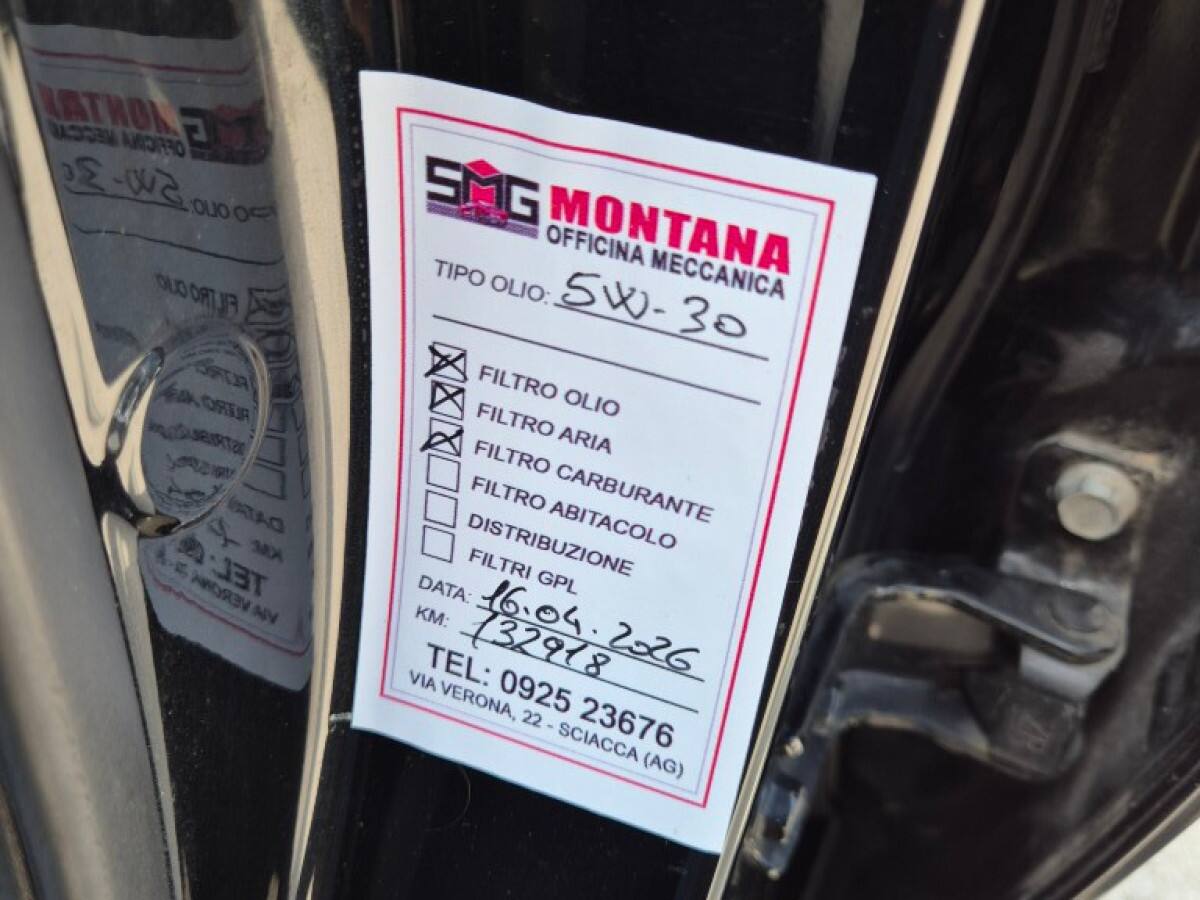 SMG MONTANA
OFFICINA MECCANICA
TIPO OLIO: 5W-30
FILTRO OLIO
FILTRO ARIA
FILTRO CARBURANTE
FILTRO ABITACOLO
DISTRIBUZIONE
FILTRI GPL
DATA: 16.04.2026
KM: 132918
TEL: 0925 23676
VIA VERONA, 22 - SCIACCA (AG)